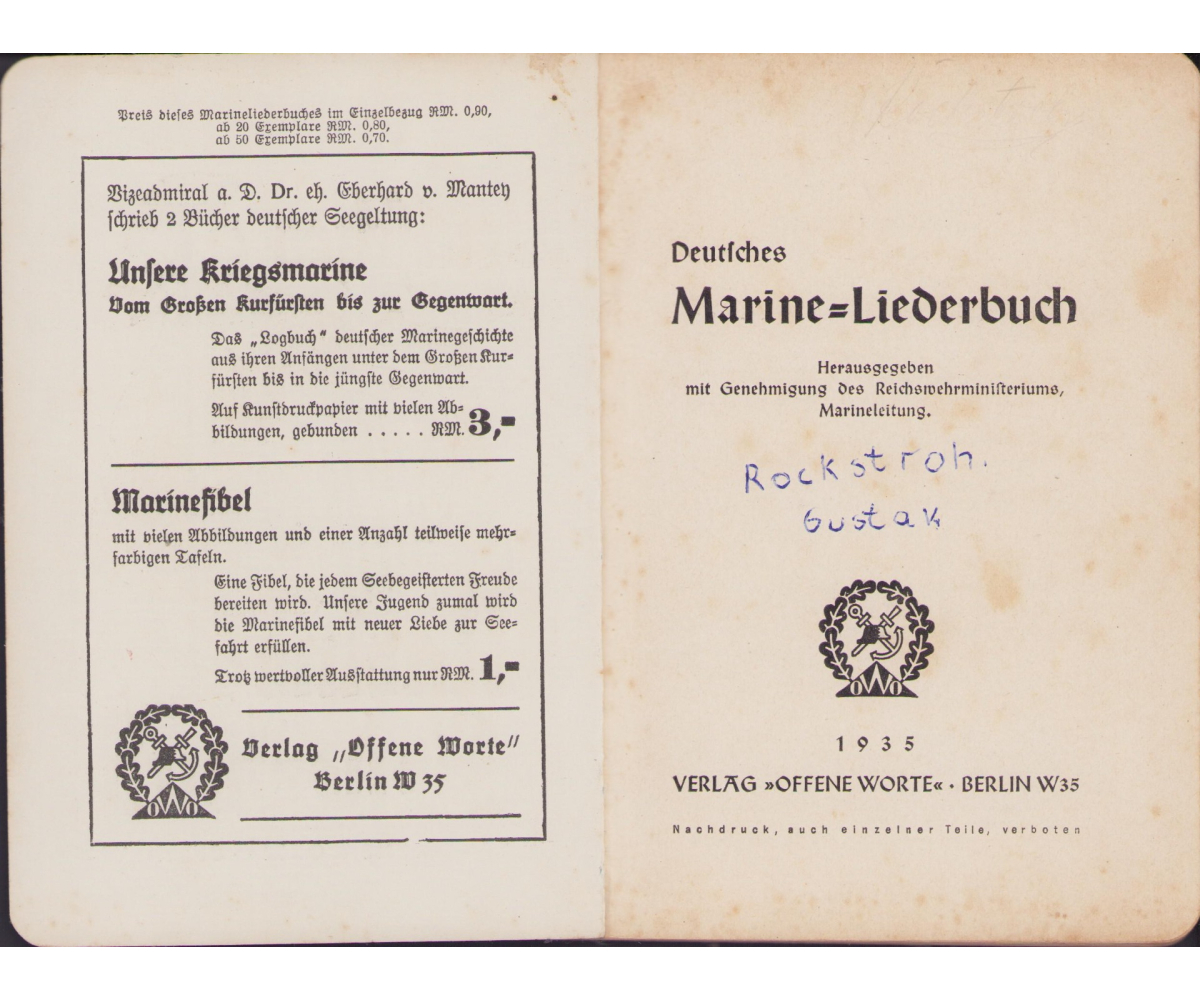 Preis dieses Marineliederbuches im Einzelbezug RM. 0,90,
ab 20 Exemplare RM. 0,80,
ab 50 Exemplare RM. 0,70.
Vizeadmiral a. D. Dr. eh. Eberhard v. Mantey
schrieb 2 Bücher deutscher Seegeltung:
Unsere Kriegsmarine
Vom Großen Kurfürsten bis zur Gegenwart.
Das „Logbuch“ deutscher Marinegeschichte
aus ihren Anfängen unter dem Großen Kur=
fürsten bis in die jüngste Gegenwart.
Auf Kunstdruckpapier mit vielen Ab=
bildungen, gebunden . . . . . RM. 3,-
Marinefibel
mit vielen Abbildungen und einer Anzahl teilweise mehr=
farbigen Tafeln.
Eine Fibel, die jedem Seebegeisterten Freude
bereiten wird. Unsere Jugend zumal wird
die Marinefibel mit neuer Liebe zur See=
fahrt erfüllen.
Trotz wertvoller Ausstattung nur RM. 1,-
OWO
Verlag „Offene Worte“
Berlin W 35
Deutsches
Marine=Liederbuch
Herausgegeben
mit Genehmigung des Reichswehrministeriums,
Marineleitung.
Rockstroh.
Gustav
OWO
1935
VERLAG »OFFENE WORTE« · BERLIN W35
Nachdruck, auch einzelner Teile, verboten